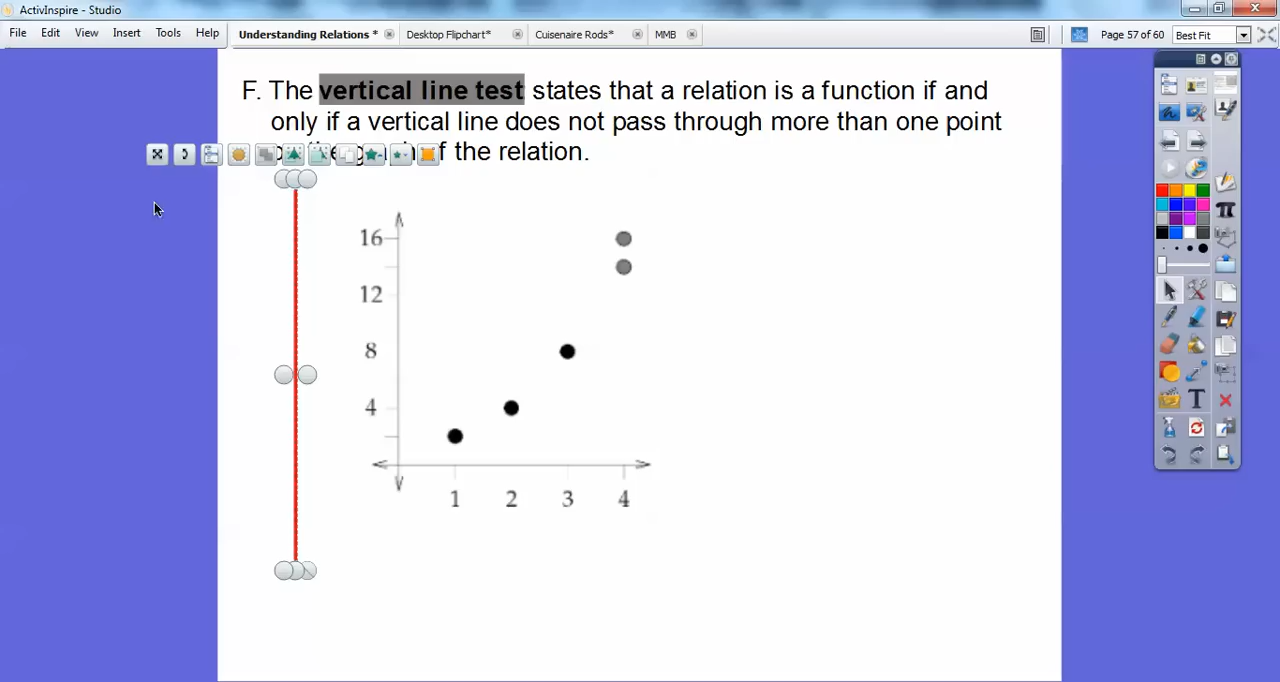 ActivInspire - Studio
File Edit View Insert Tools Help
Understanding Relations * Desktop Flipchart* Cuisenaire Rods* MMB
Page 57 of 60 Best Fit
F. The vertical line test states that a relation is a function if and
only if a vertical line does not pass through more than one point
of the relation.
16
12
8
4
1 2 3 4